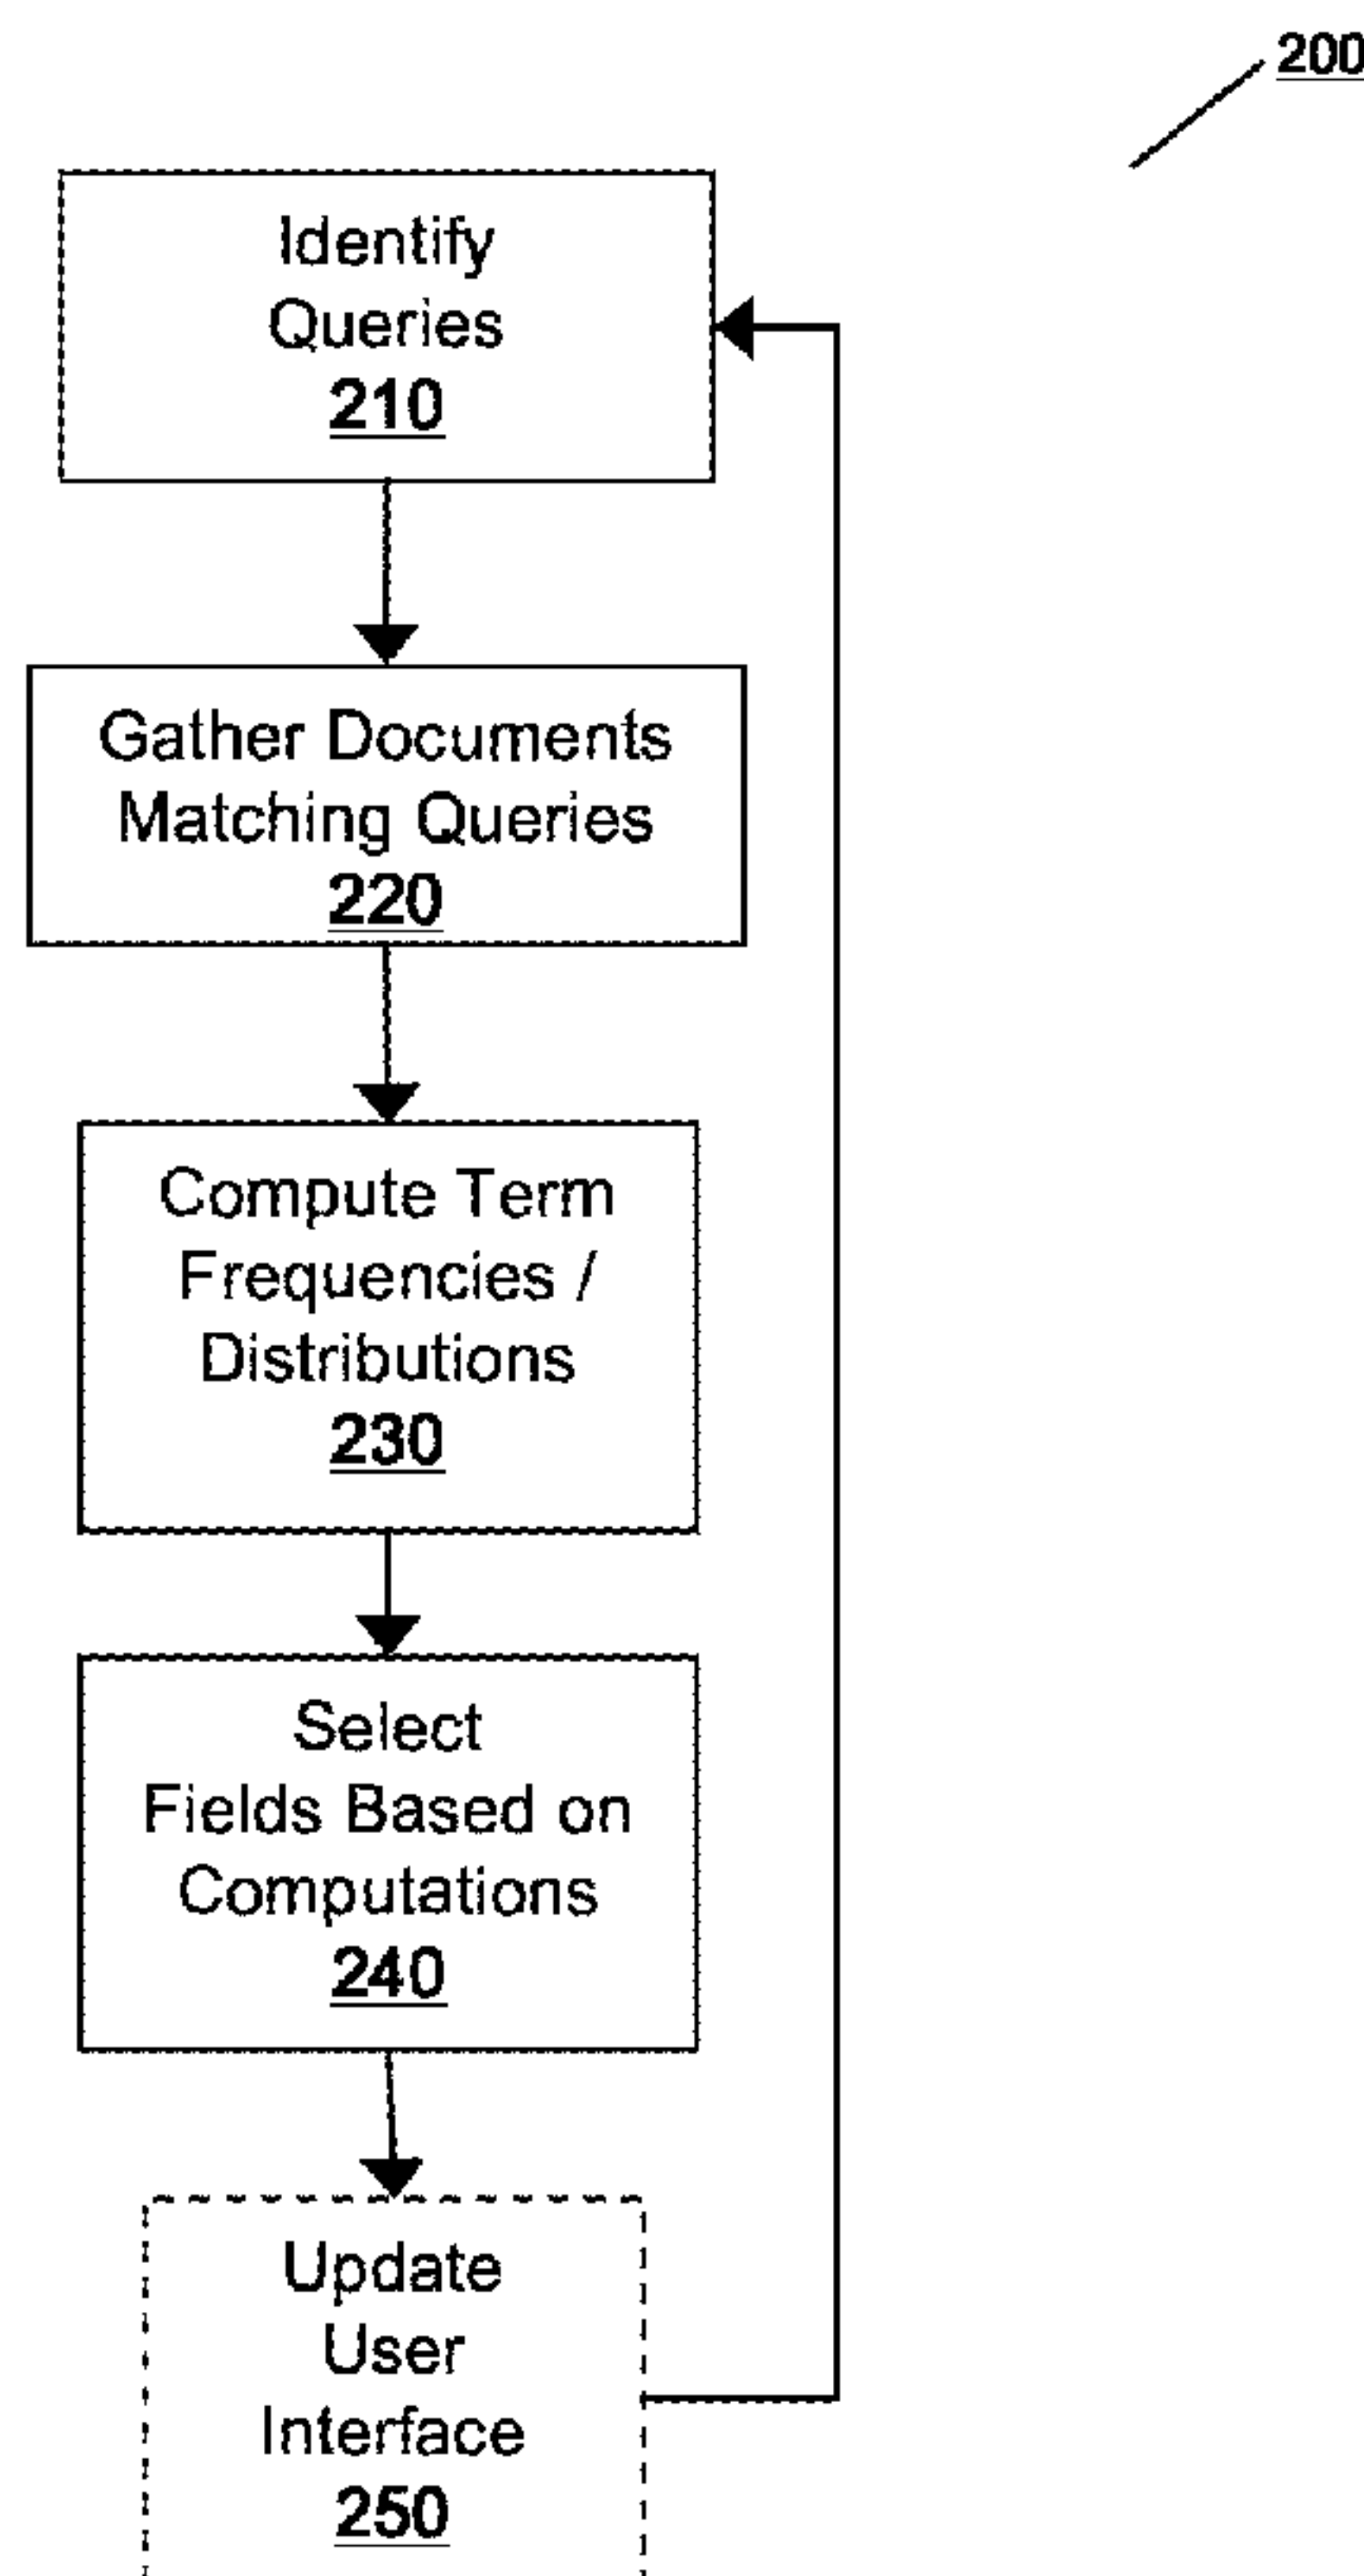 200
Identify
Queries
210
Gather Documents
Matching Queries
220
Compute Term
Frequencies /
Distributions
230
Select
Fields Based on
Computations
240
Update
User
Interface
250